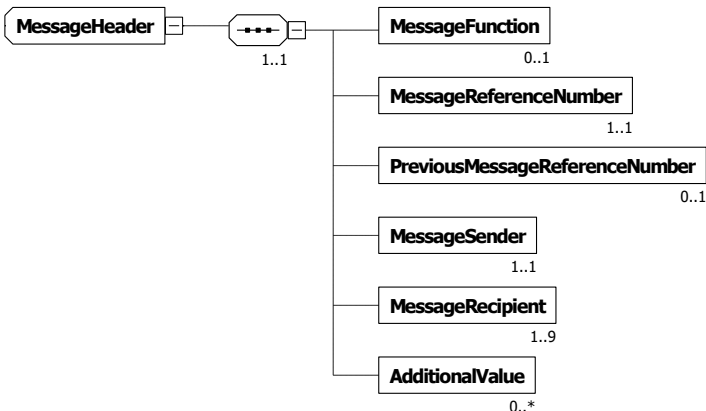 MessageHeader
1..1
MessageFunction
0..1
MessageReferenceNumber
1..1
PreviousMessageReferenceNumber
0..1
MessageSender
1..1
MessageRecipient
1..9
AdditionalValue
0..*